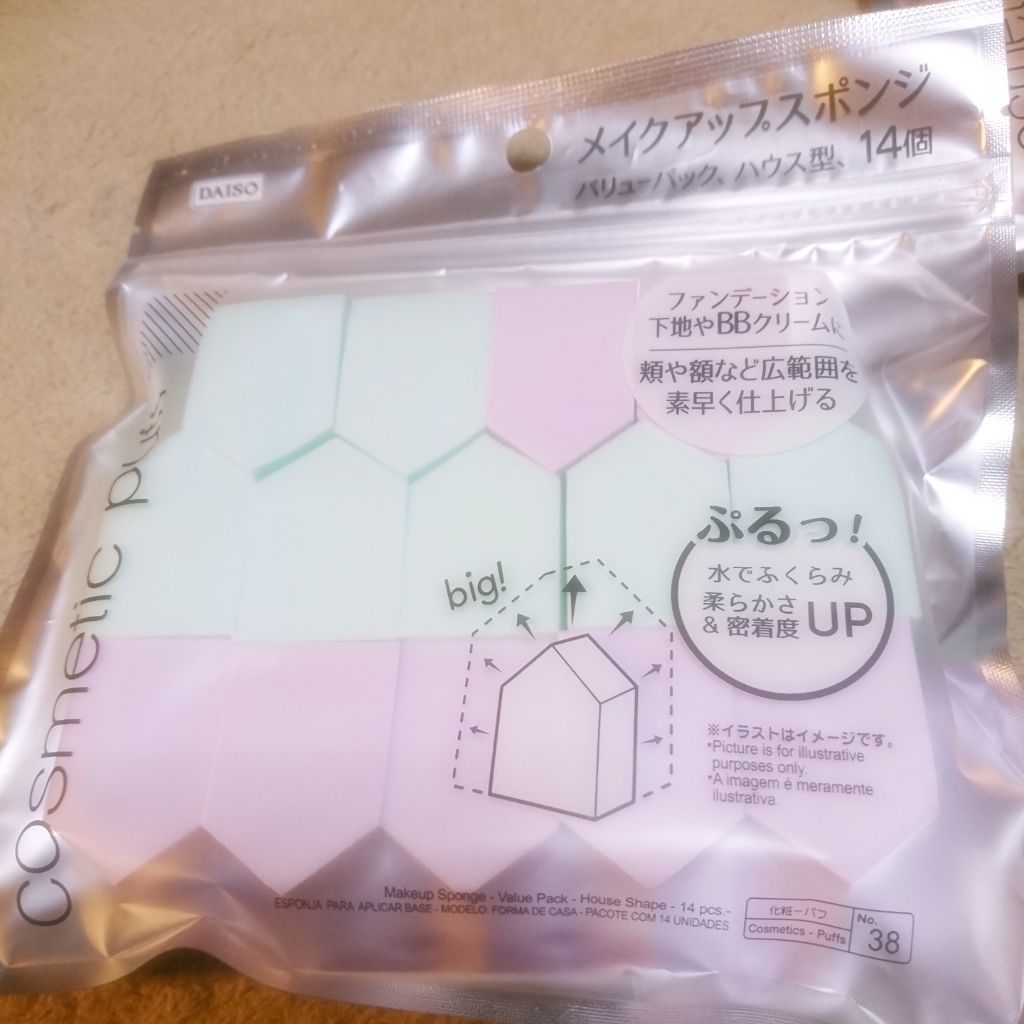 DAISO
メイクアップスポンジ
バリューパック、ハウス型、14個
ファンデーション
下地やBBクリームに
頬や額など広範囲を
素早く仕上げる
cosmetic puffs
ぷるっ!
水でふくらみ
柔らかさ
&密着度 UP
big!
※イラストはイメージです。
*Picture is for illustrative
purposes only.
*A imagem é meramente
ilustrativa.
Makeup Sponge - Value Pack - House Shape - 14 pcs.-
ESPONJA PARA APLICAR BASE - MODELO: FORMA DE CASA - PACOTE COM 14 UNIDADES
化粧ーパフ
Cosmetics - Puffs
No.
38